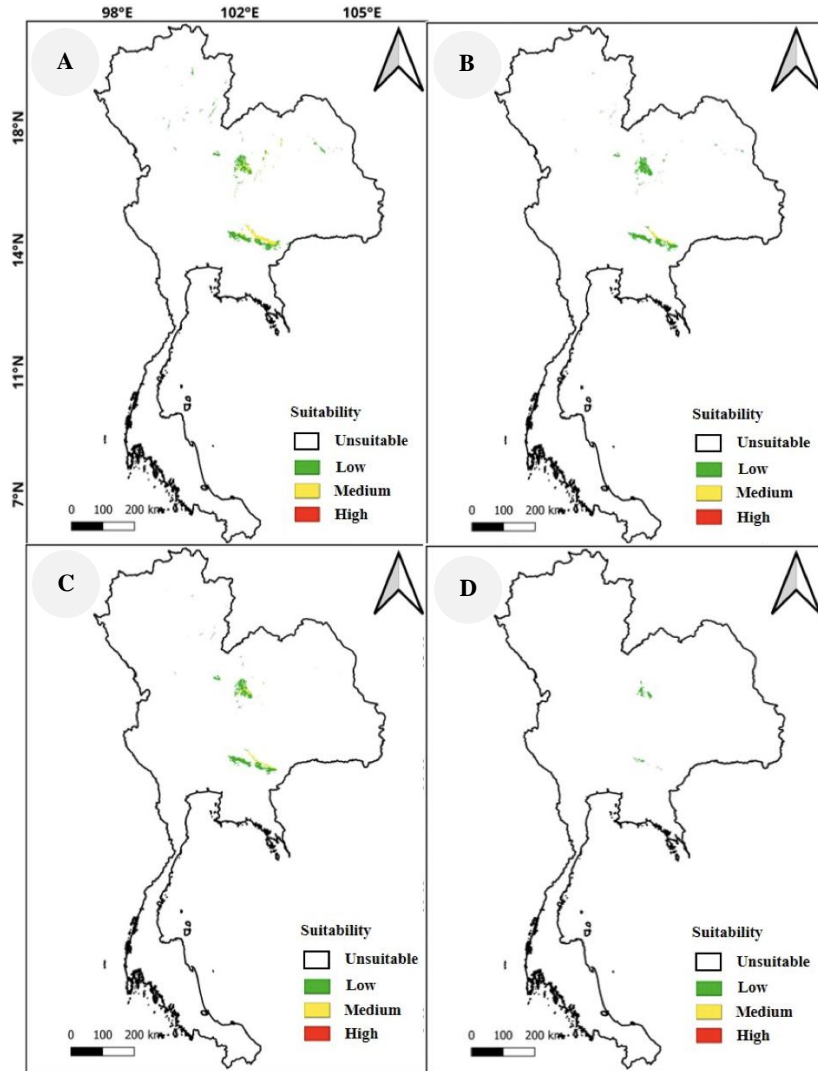 98°E 102°E 105°E
A
B
18°N
14°N
11°N
7°N
Suitability
Unsuitable
Low
Medium
High
0 100 200 km
Suitability
Unsuitable
Low
Medium
High
0 100 200 km
C
D
Suitability
Unsuitable
Low
Medium
High
0 100 200 km
Suitability
Unsuitable
Low
Medium
High
0 100 200 km